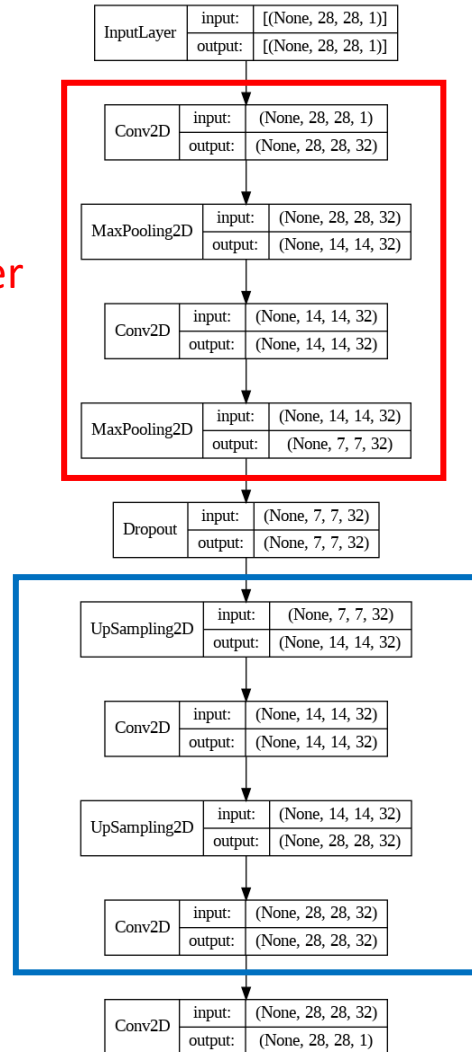 InputLayer
input: [(None, 28, 28, 1)]
output: [(None, 28, 28, 1)]
Conv2D
input: (None, 28, 28, 1)
output: (None, 28, 28, 32)
MaxPooling2D
input: (None, 28, 28, 32)
output: (None, 14, 14, 32)
er
Conv2D
input: (None, 14, 14, 32)
output: (None, 14, 14, 32)
MaxPooling2D
input: (None, 14, 14, 32)
output: (None, 7, 7, 32)
Dropout
input: (None, 7, 7, 32)
output: (None, 7, 7, 32)
UpSampling2D
input: (None, 7, 7, 32)
output: (None, 14, 14, 32)
Conv2D
input: (None, 14, 14, 32)
output: (None, 14, 14, 32)
UpSampling2D
input: (None, 14, 14, 32)
output: (None, 28, 28, 32)
Conv2D
input: (None, 28, 28, 32)
output: (None, 28, 28, 32)
Conv2D
input: (None, 28, 28, 32)
output: (None, 28, 28, 1)